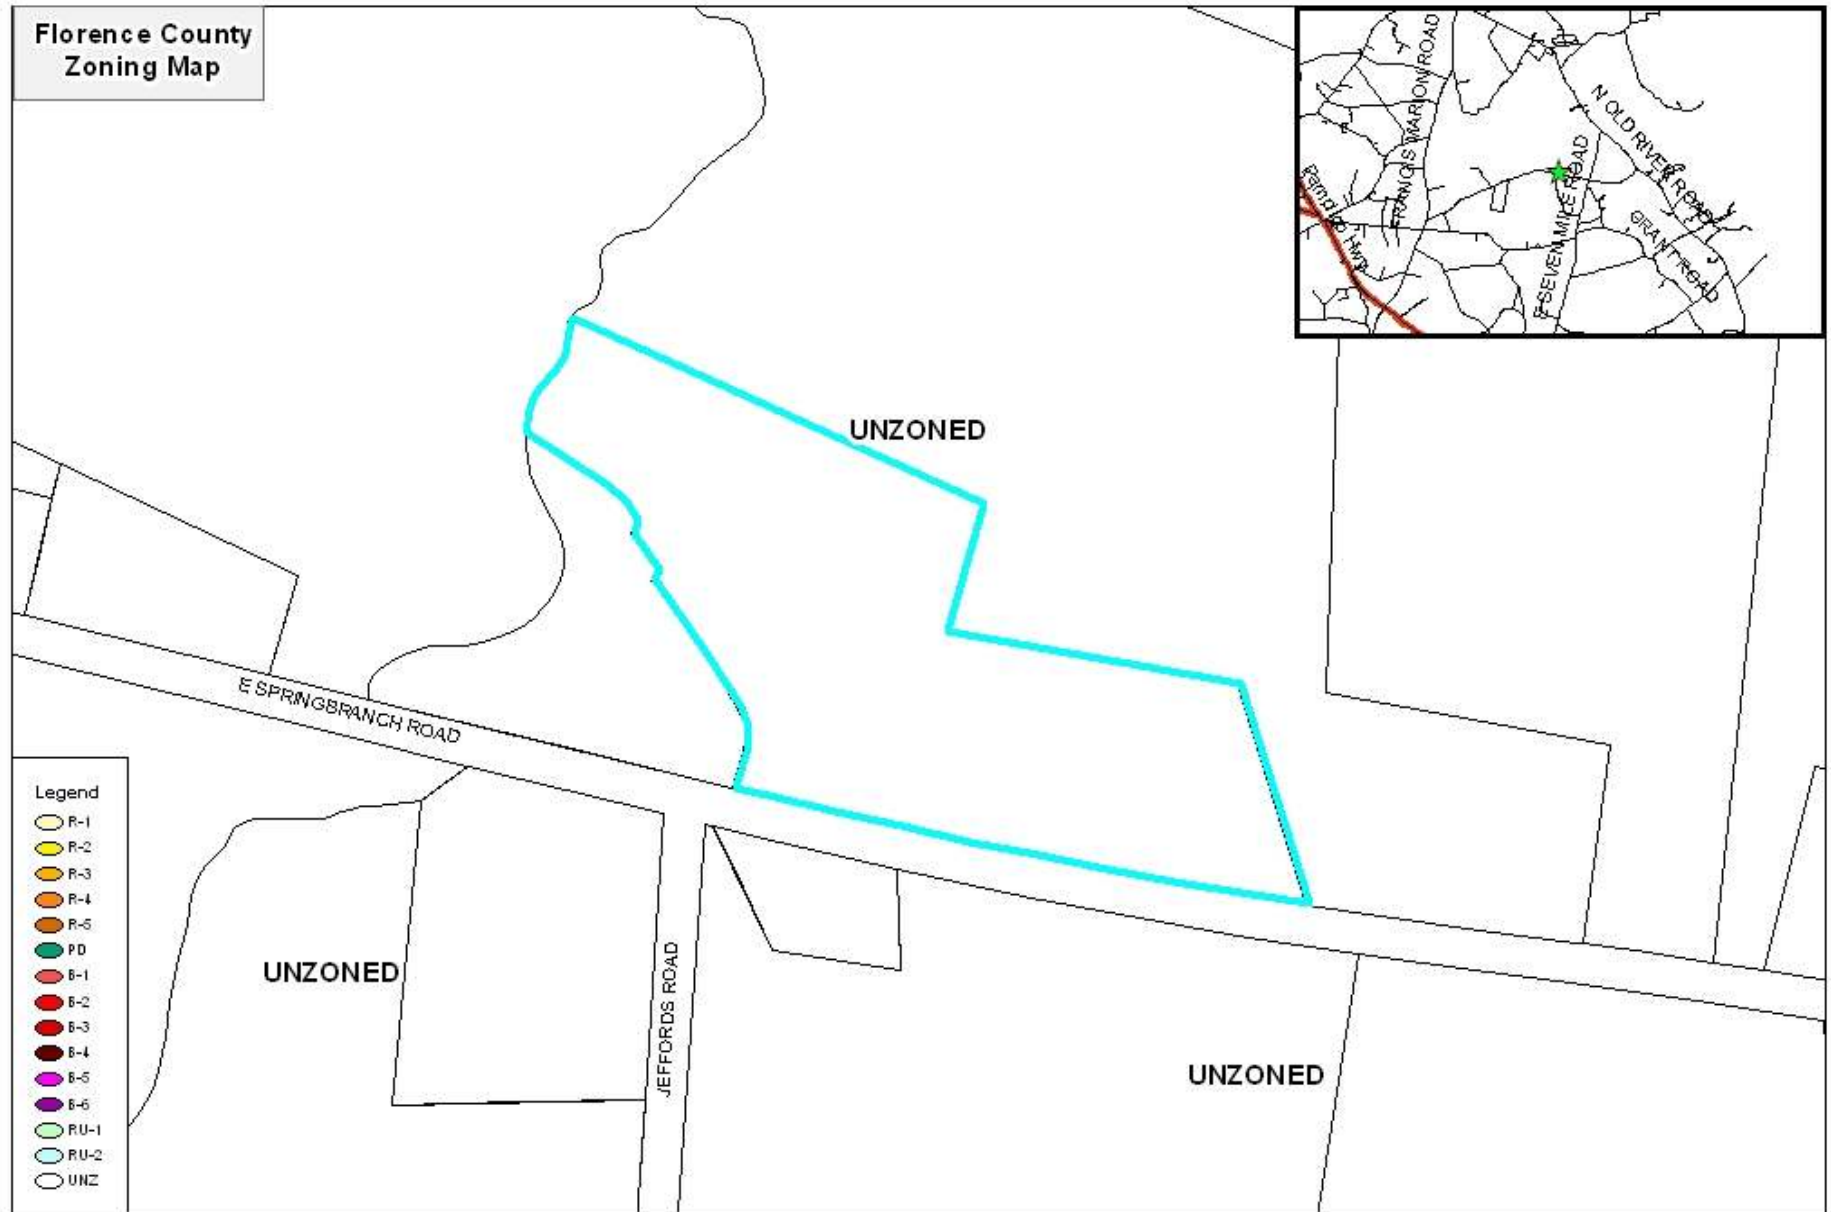 Florence County
Zoning Map
FRANCIS MARION ROAD
N OLD RIVER ROAD
E SEVEN MILE ROAD
GRANT ROAD
Pamplico Hwy
UNZONED
E SPRINGBRANCH ROAD
Legend
R-1
R-2
R-3
R-4
R-5
PD
B-1
B-2
B-3
B-4
B-5
B-6
RU-1
RU-2
UNZ
UNZONED
JEFFORDS ROAD
UNZONED